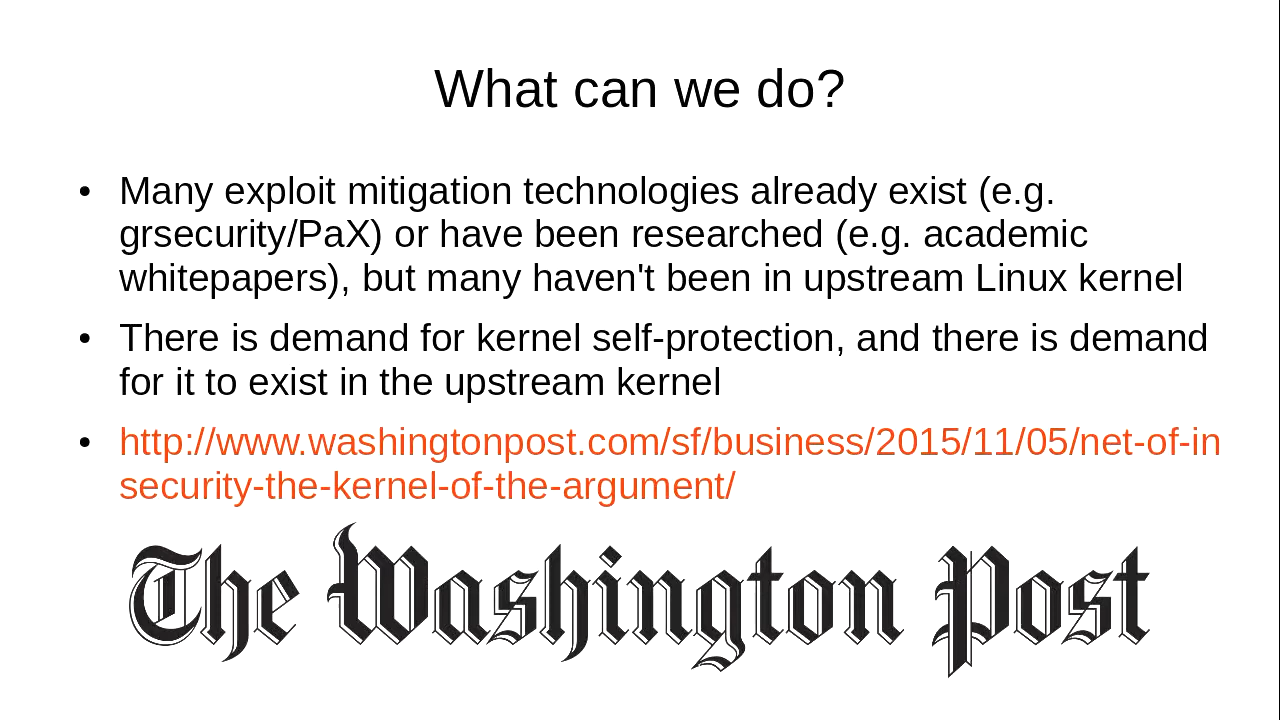 What can we do?
• Many exploit mitigation technologies already exist (e.g.
grsecurity/PaX) or have been researched (e.g. academic
whitepapers), but many haven't been in upstream Linux kernel
• There is demand for kernel self-protection, and there is demand
for it to exist in the upstream kernel
• http://www.washingtonpost.com/sf/business/2015/11/05/net-of-in
security-the-kernel-of-the-argument/
The Washington Post